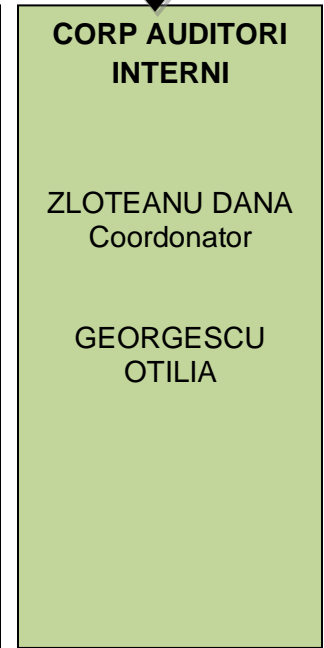 CORP AUDITORI
INTERNI
ZLOTEANU DANA
Coordonator
GEORGESCU
OTILIA